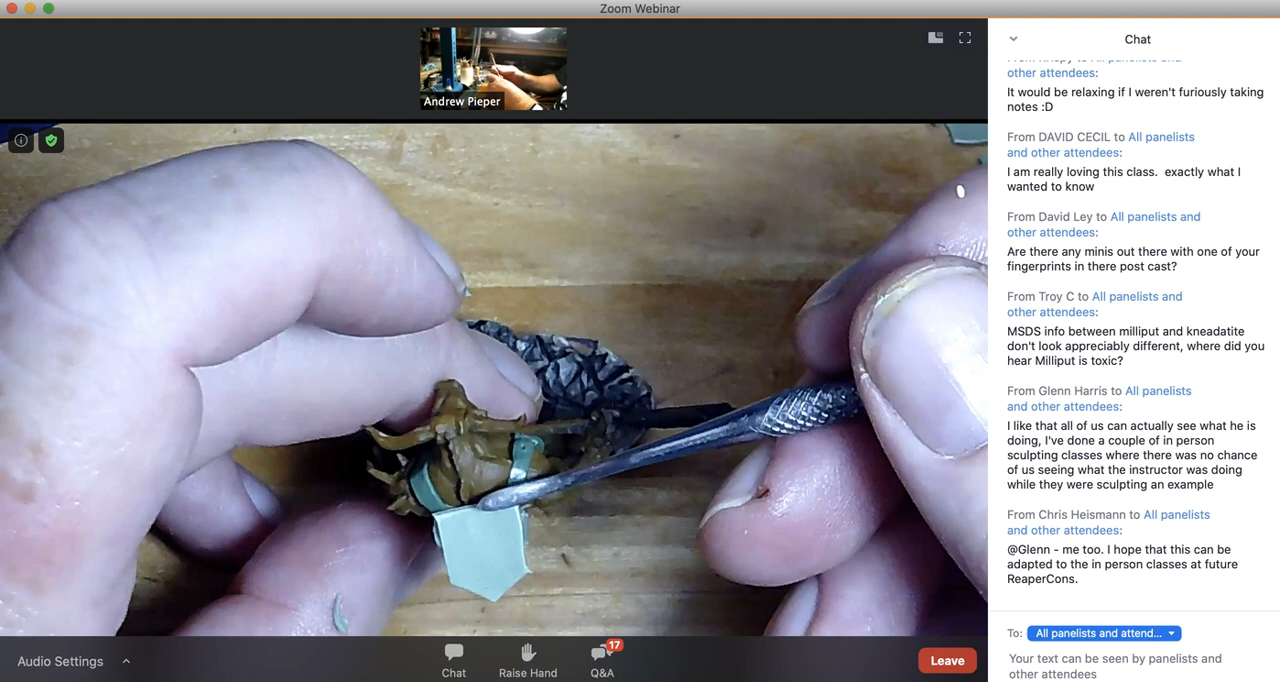 Zoom Webinar
Andrew Pieper
Chat
other attendees:
It would be relaxing if I weren't furiously taking
notes :D
From DAVID CECIL to All panelists
and other attendees:
I am really loving this class.  exactly what I
wanted to know
From David Ley to All panelists and
other attendees:
Are there any minis out there with one of your
fingerprints in there post cast?
From Troy C to All panelists and
other attendees:
MSDS info between milliput and kneadatite
don't look appreciably different, where did you
hear Milliput is toxic?
From Glenn Harris to All panelists
and other attendees:
I like that all of us can actually see what he is
doing, I've done a couple of in person
sculpting classes where there was no chance
of us seeing what the instructor was doing
while they were sculpting an example
From Chris Heismann to All panelists
and other attendees:
@Glenn - me too. I hope that this can be
adapted to the in person classes at future
ReaperCons.
To: All panelists and attend...
Your text can be seen by panelists and
other attendees
Audio Settings
Chat
Raise Hand
17
Q&A
Leave